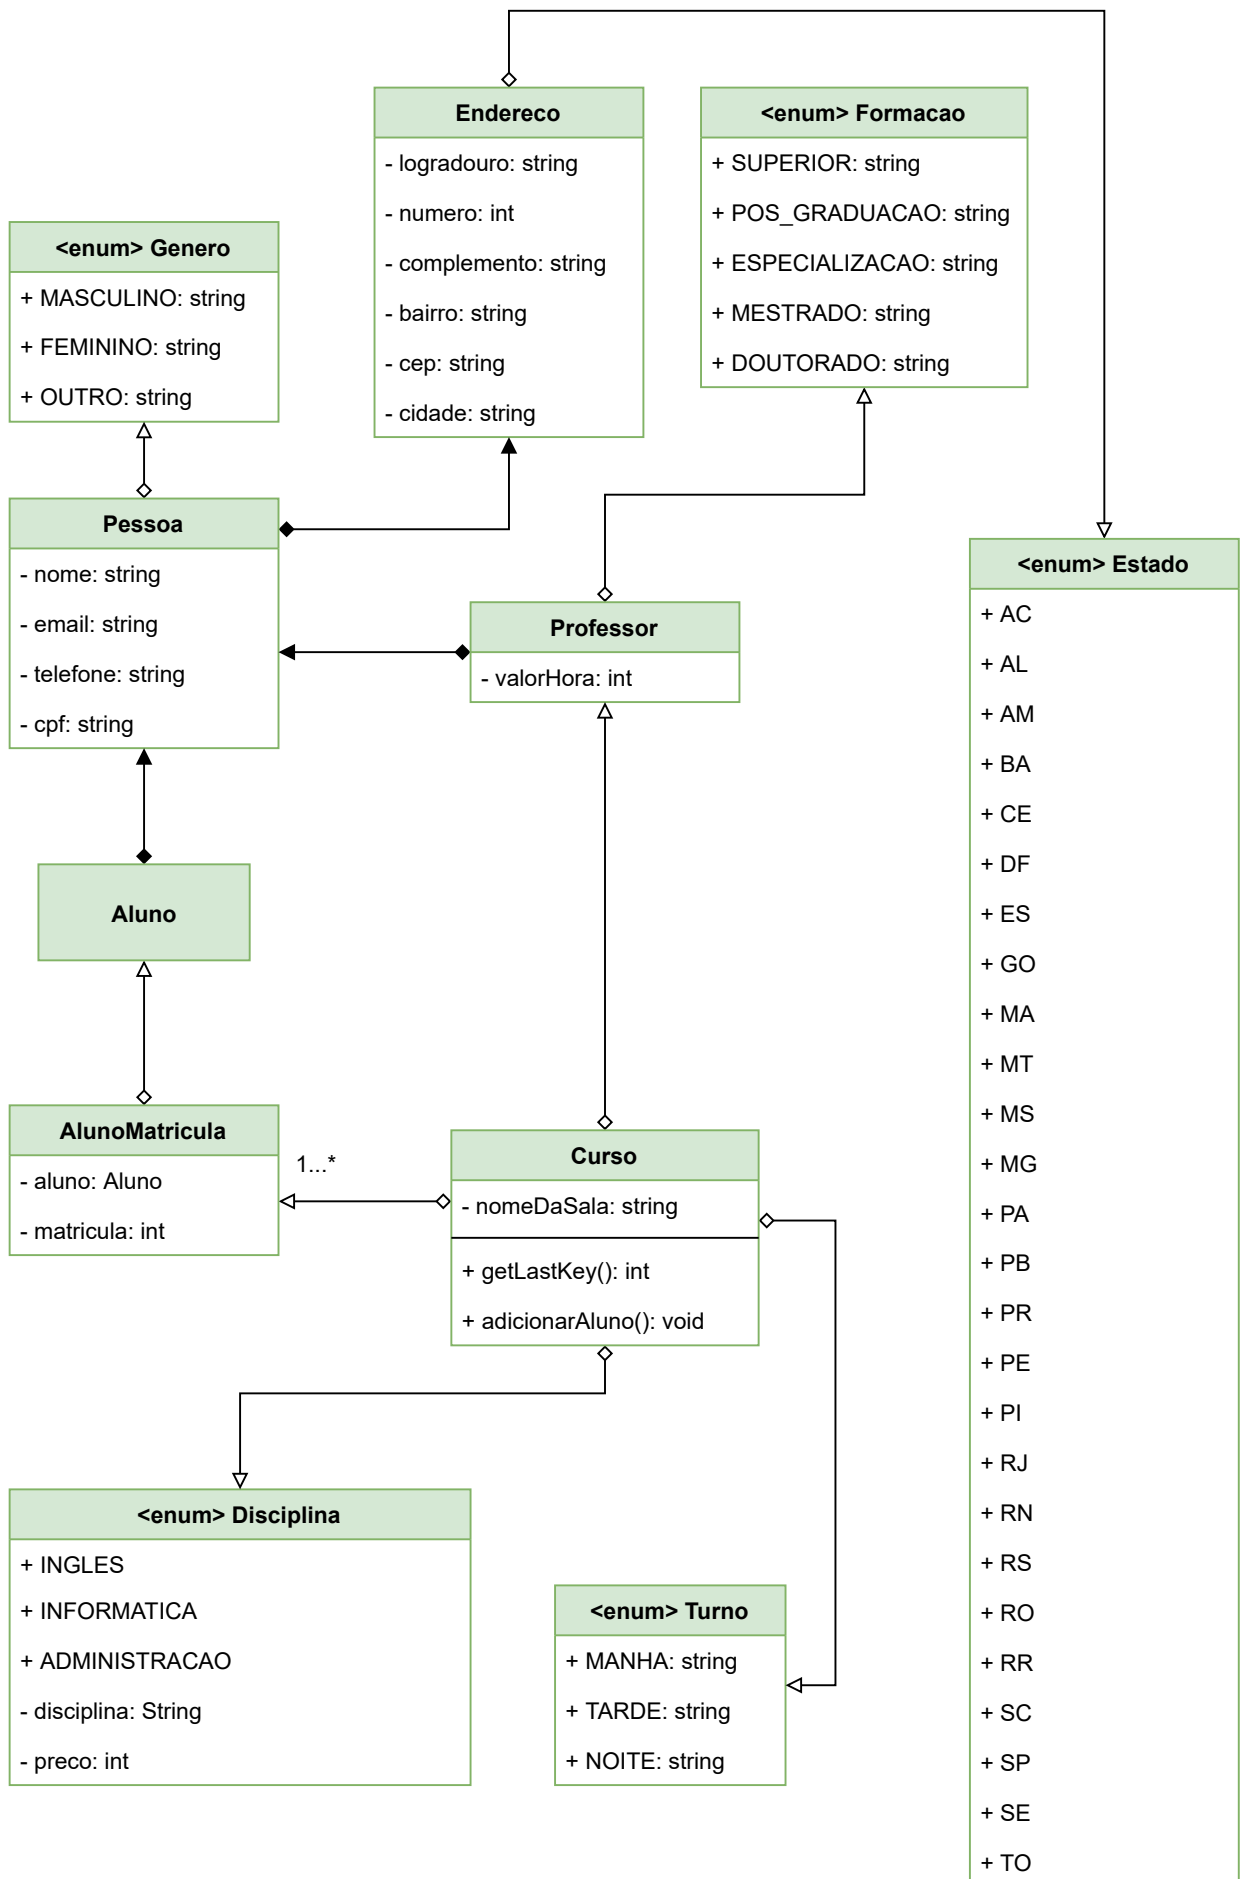 Endereco
- logradouro: string
- numero: int
- complemento: string
- bairro: string
- cep: string
- cidade: string
<enum> Formacao
+ SUPERIOR: string
+ POS_GRADUACAO: string
+ ESPECIALIZACAO: string
+ MESTRADO: string
+ DOUTORADO: string
<enum> Genero
+ MASCULINO: string
+ FEMININO: string
+ OUTRO: string
Pessoa
- nome: string
- email: string
- telefone: string
- cpf: string
Professor
- valorHora: int
<enum> Estado
+ AC
+ AL
+ AM
+ BA
+ CE
+ DF
+ ES
+ GO
+ MA
+ MT
+ MS
+ MG
+ PA
+ PB
+ PR
+ PE
+ PI
+ RJ
+ RN
+ RS
+ RO
+ RR
+ SC
+ SP
+ SE
+ TO
Aluno
AlunoMatricula
- aluno: Aluno
- matricula: int
1...*
Curso
- nomeDaSala: string
+ getLastKey(): int
+ adicionarAluno(): void
<enum> Disciplina
+ INGLES
+ INFORMATICA
+ ADMINISTRACAO
- disciplina: String
- preco: int
<enum> Turno
+ MANHA: string
+ TARDE: string
+ NOITE: string